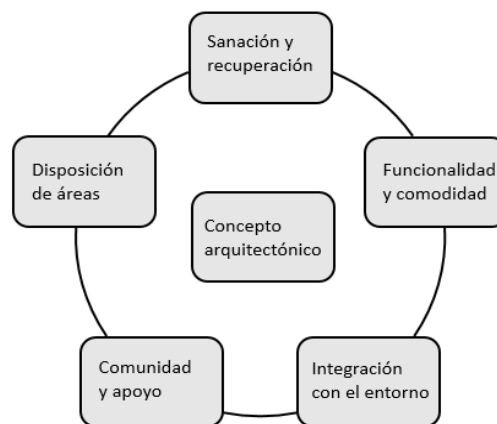 Sanación y
recuperación
Disposición
de áreas
Funcionalidad
y comodidad
Concepto
arquitectónico
Comunidad
y apoyo
Integración
con el entorno